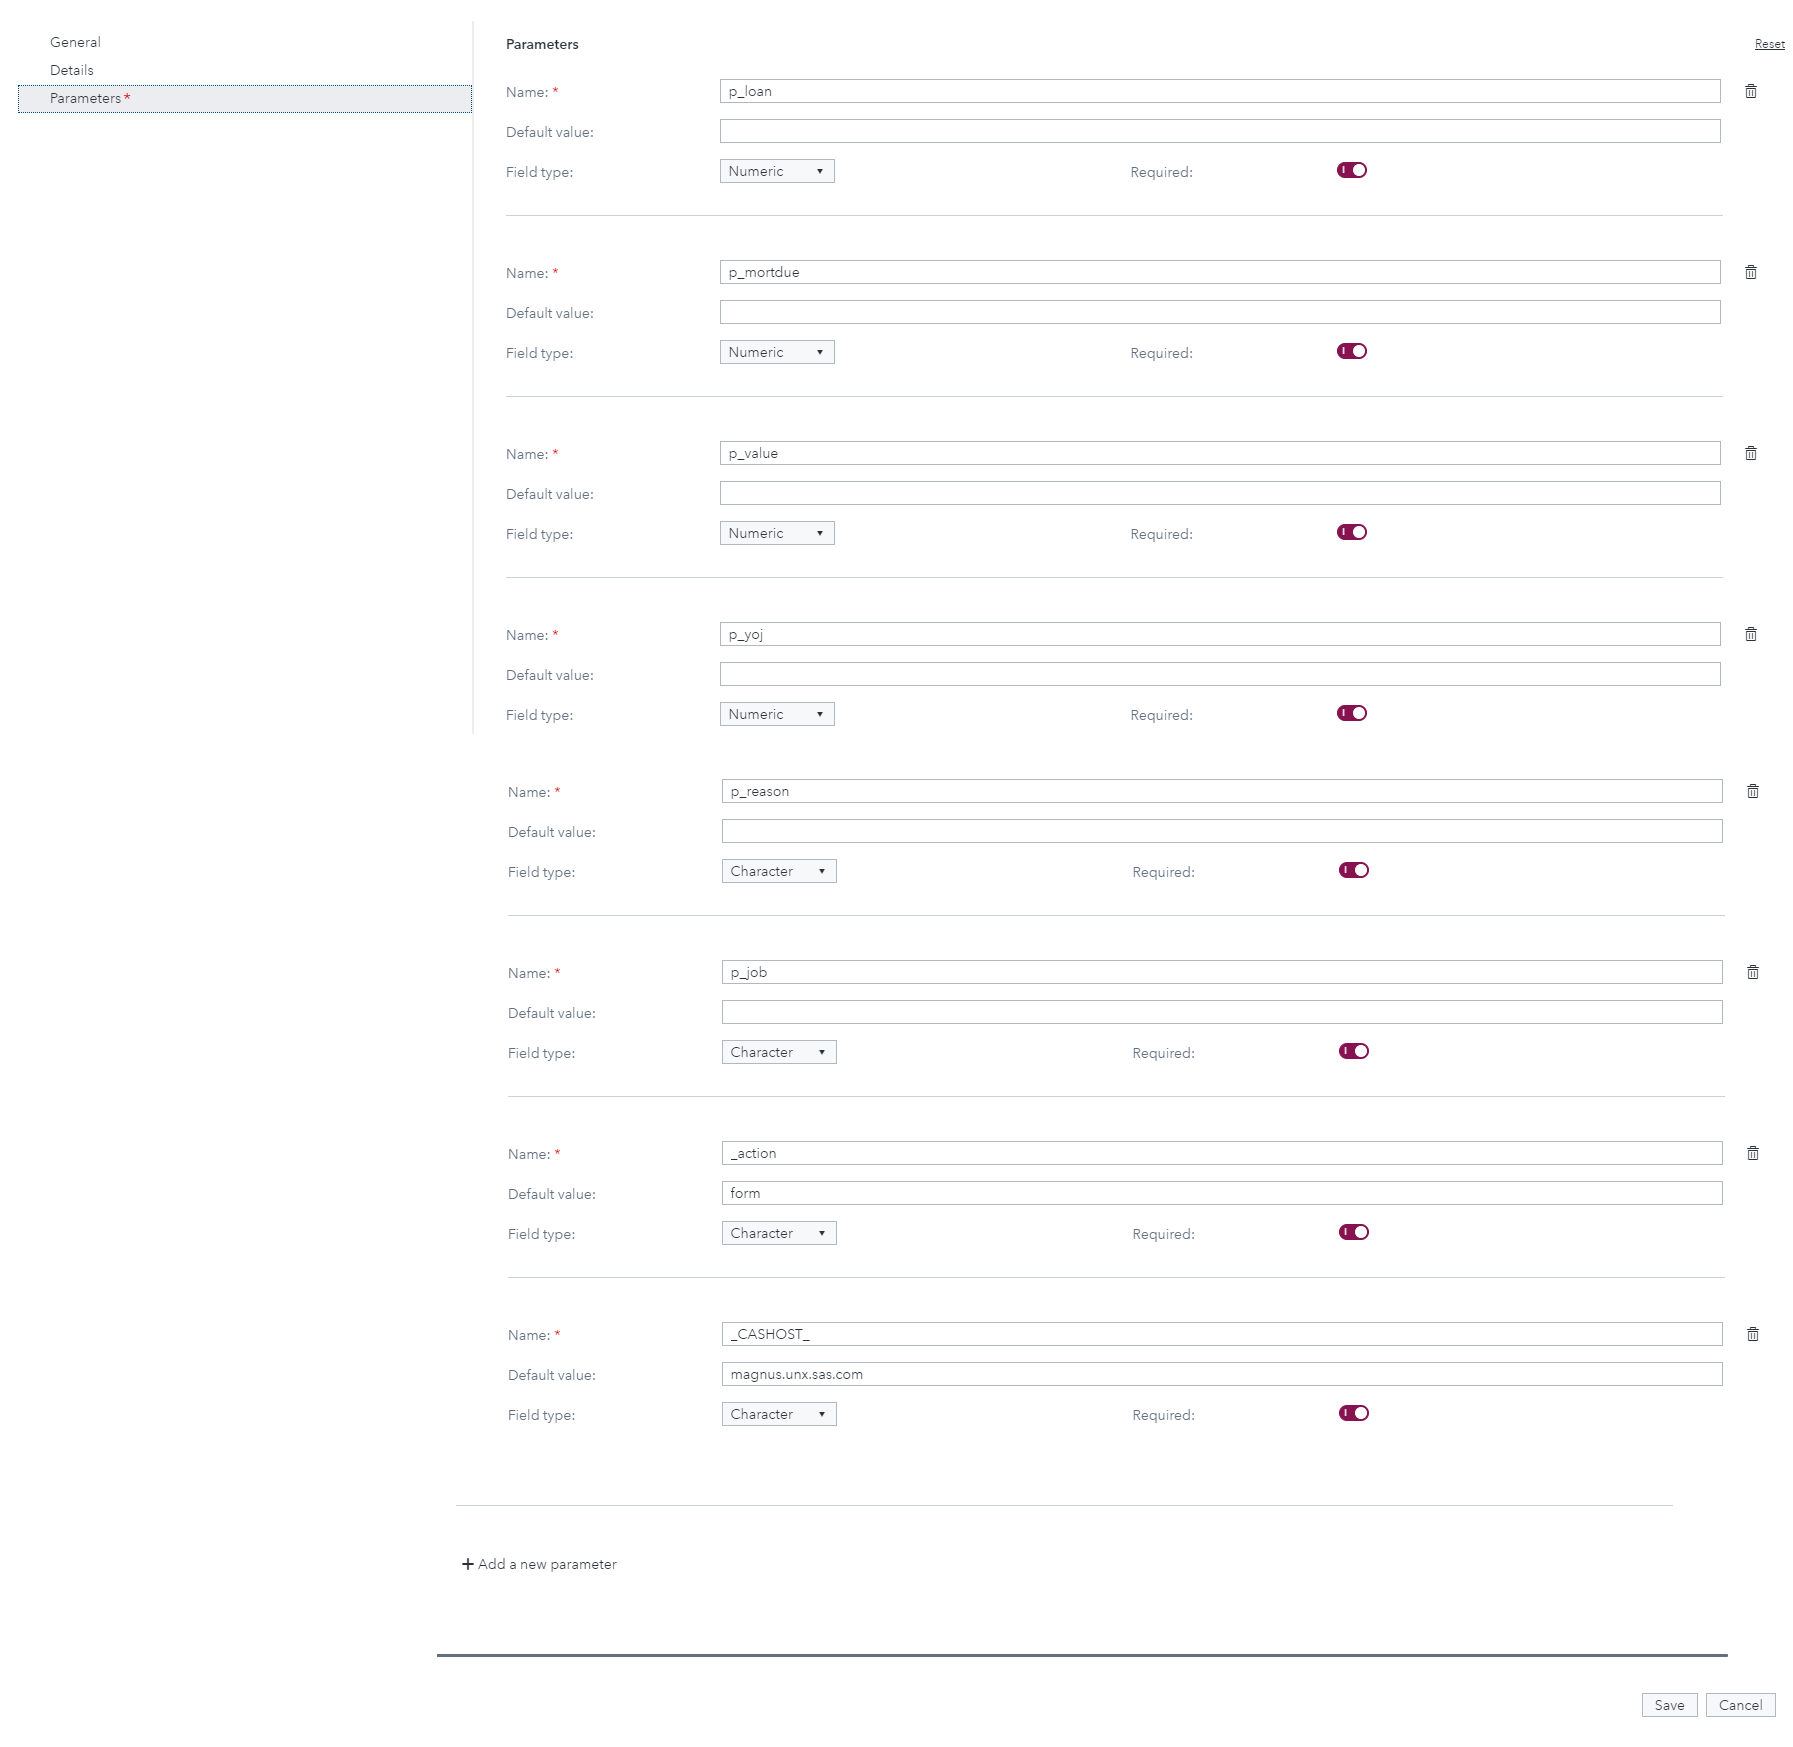 General
Details
Parameters *
Parameters
Reset
Name: * p_loan
Default value:
Field type: Numeric Required:
Name: * p_mortdue
Default value:
Field type: Numeric Required:
Name: * p_value
Default value:
Field type: Numeric Required:
Name: * p_yoj
Default value:
Field type: Numeric Required:
Name: * p_reason
Default value:
Field type: Character Required:
Name: * p_job
Default value:
Field type: Character Required:
Name: * _action
Default value: form
Field type: Character Required:
Name: * _CASHOST_
Default value: magnus.unx.sas.com
Field type: Character Required:
+ Add a new parameter
Save Cancel